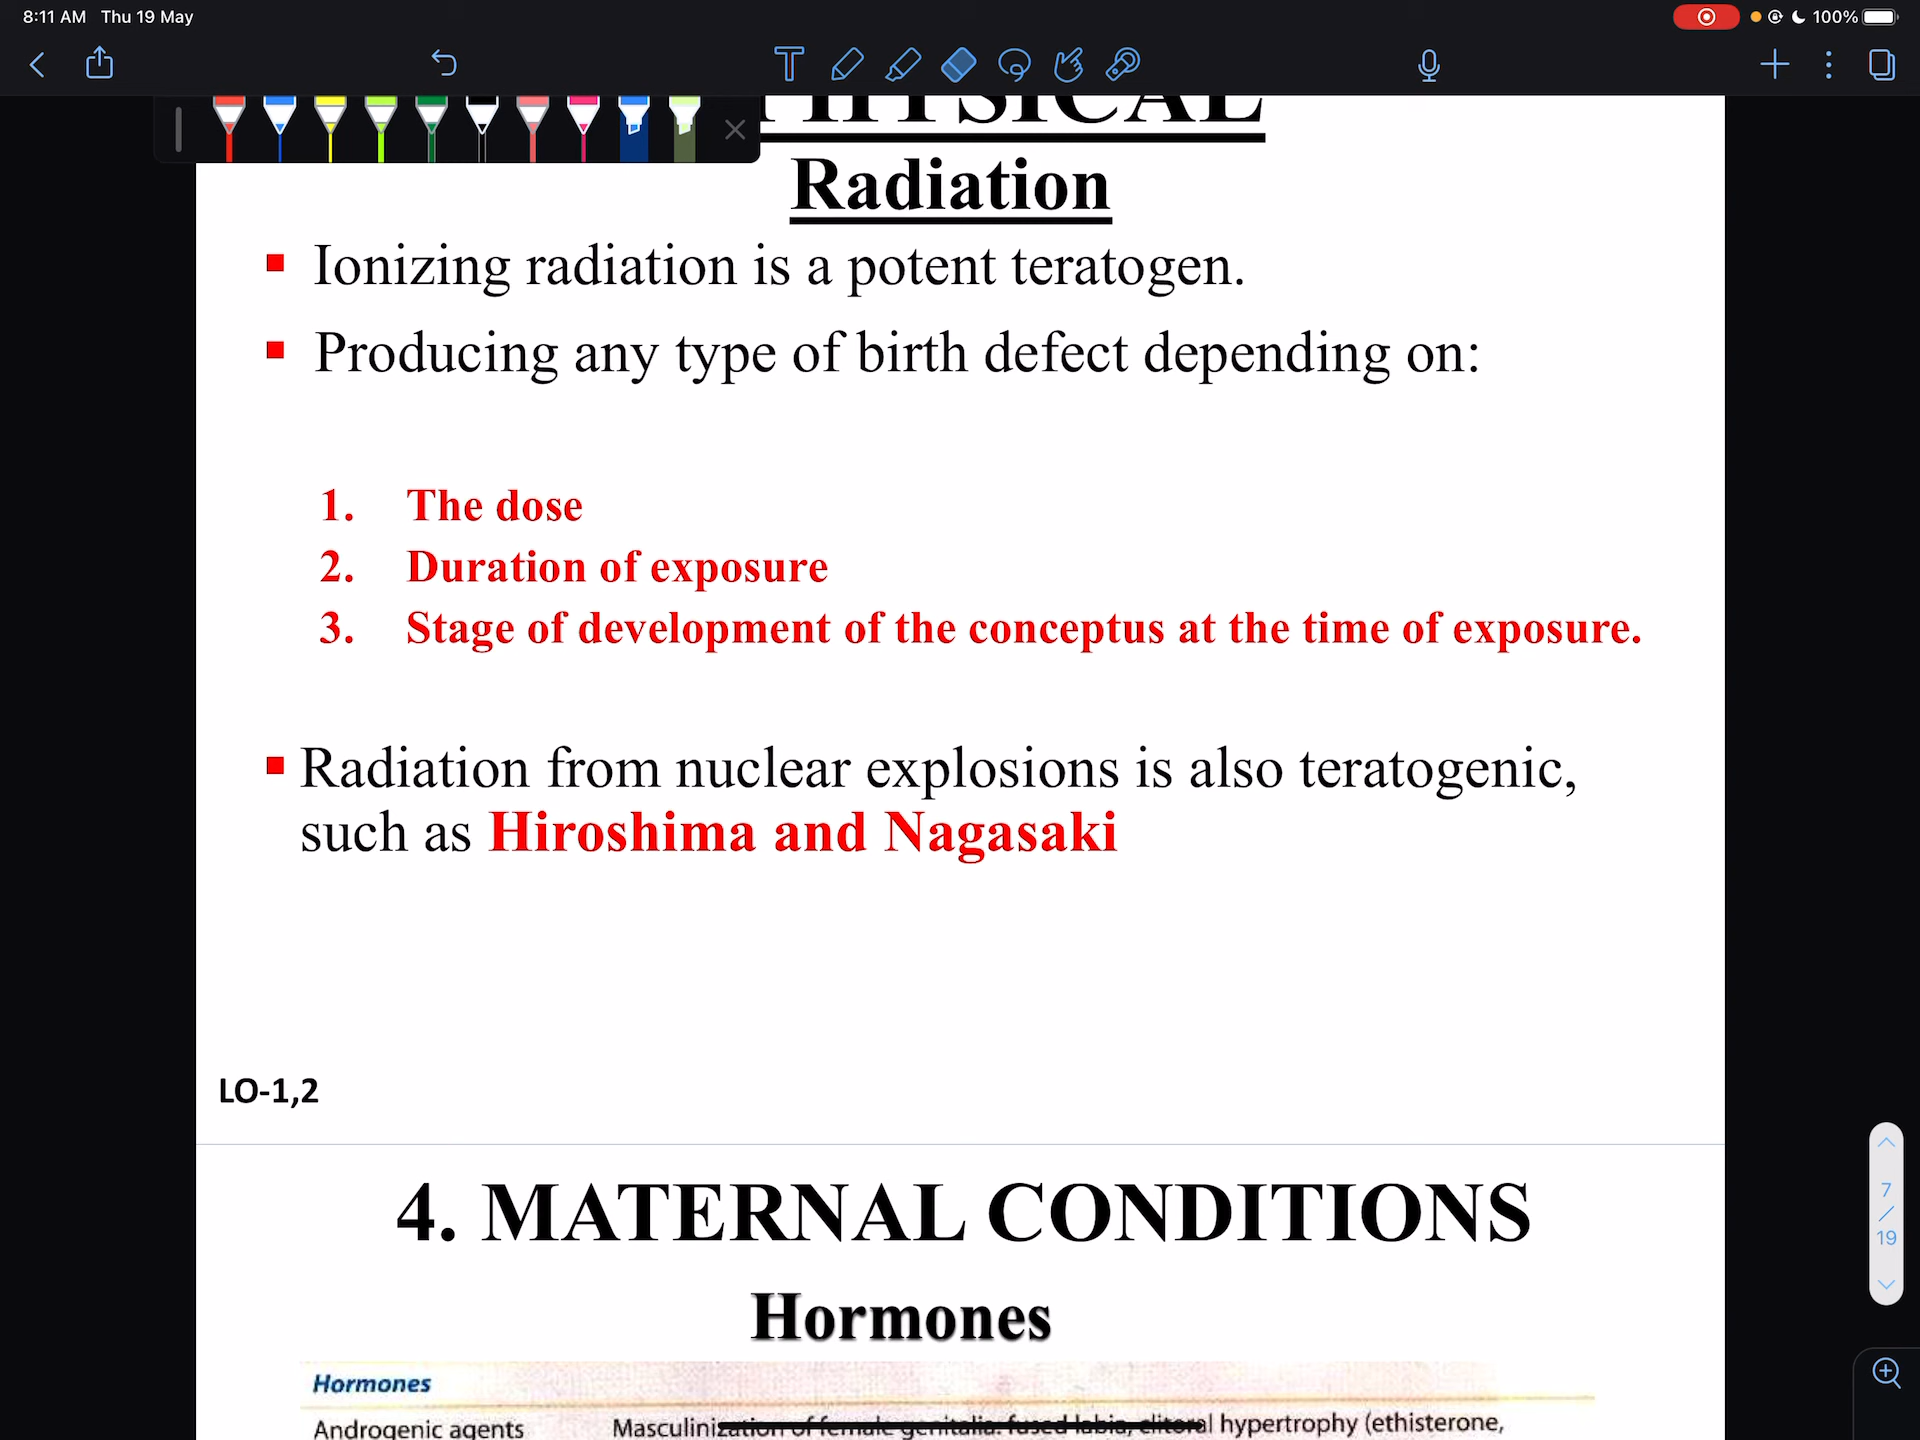 8:11 AM Thu 19 May
100%
PHYSICAL
Radiation
Ionizing radiation is a potent teratogen.
Producing any type of birth defect depending on:
1. The dose
2. Duration of exposure
3. Stage of development of the conceptus at the time of exposure.
Radiation from nuclear explosions is also teratogenic,
such as Hiroshima and Nagasaki
LO-1,2
4. MATERNAL CONDITIONS
Hormones
Hormones
Androgenic agents Masculinization of female genitalia: fused labia, clitoral hypertrophy (ethisterone,
7
/
19